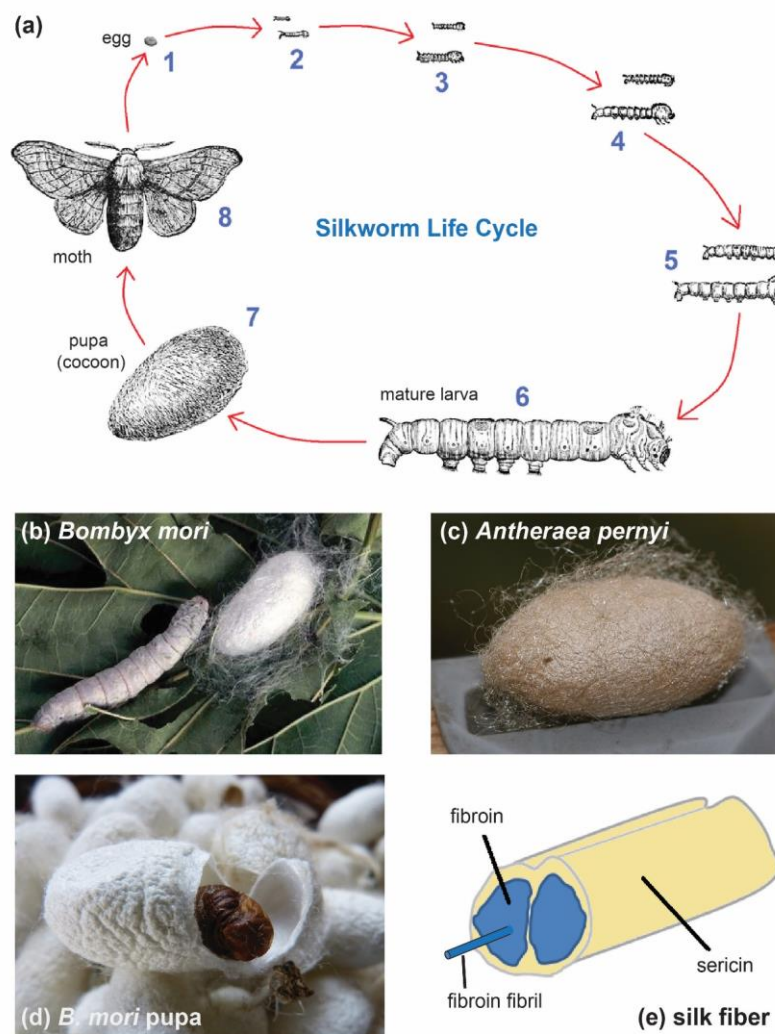 (a)
egg
1
2
3
4
5
Silkworm Life Cycle
8
moth
7
pupa
(cocoon)
mature larva
6
(b) Bombyx mori
(c) Antheraea pernyi
(d) B. mori pupa
fibroin
sericin
fibroin fibril
(e) silk fiber